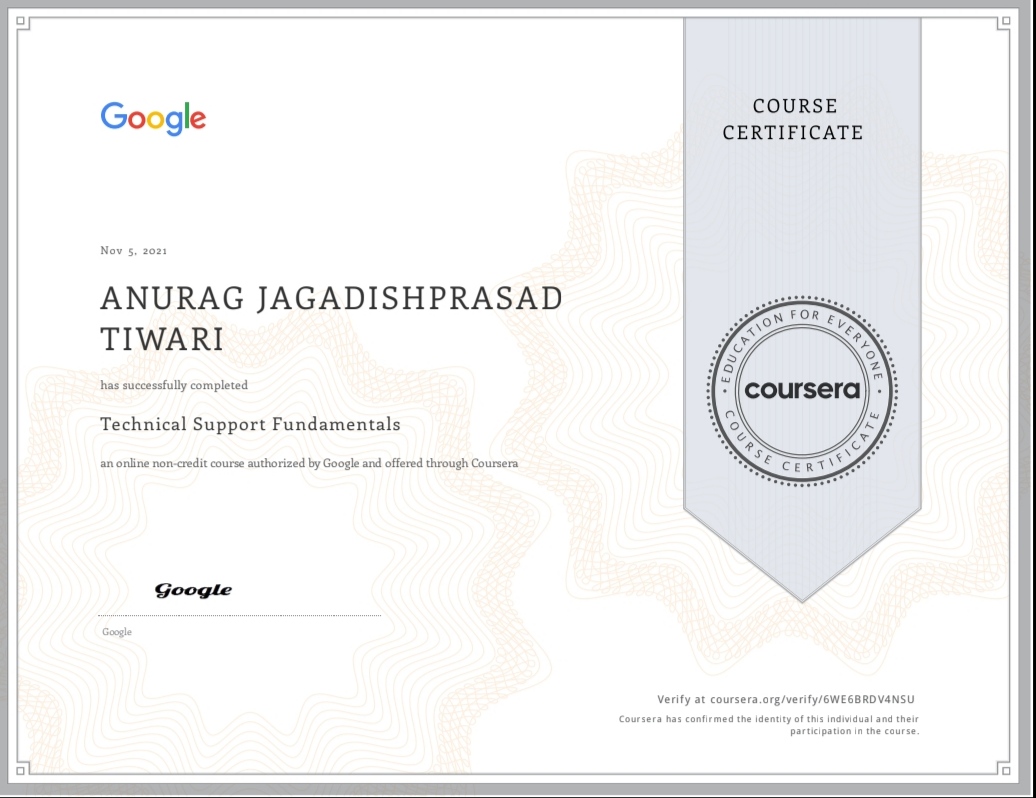 Google
COURSE
CERTIFICATE
Nov 5, 2021
ANURAG JAGADISHPRASAD
TIWARI
has successfully completed
Technical Support Fundamentals
an online non-credit course authorized by Google and offered through Coursera
EDUCATION FOR EVERYONE
coursera
COURSE CERTIFICATE
Google
Google
Verify at coursera.org/verify/6WE6BRDV4NSU
Coursera has confirmed the identity of this individual and their
participation in the course.